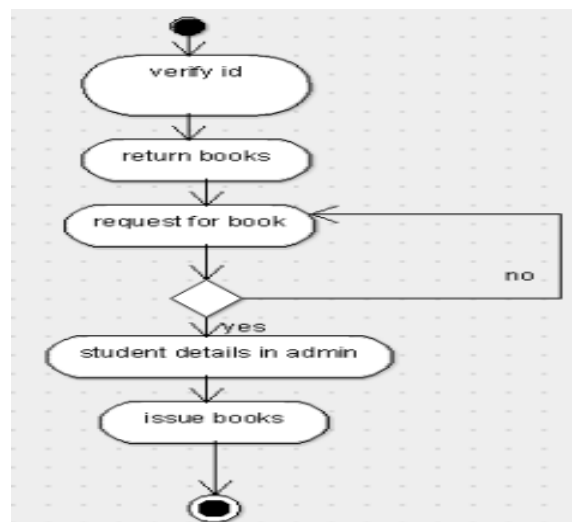 verify id
return books
request for book
no
yes
student details in admin
issue books